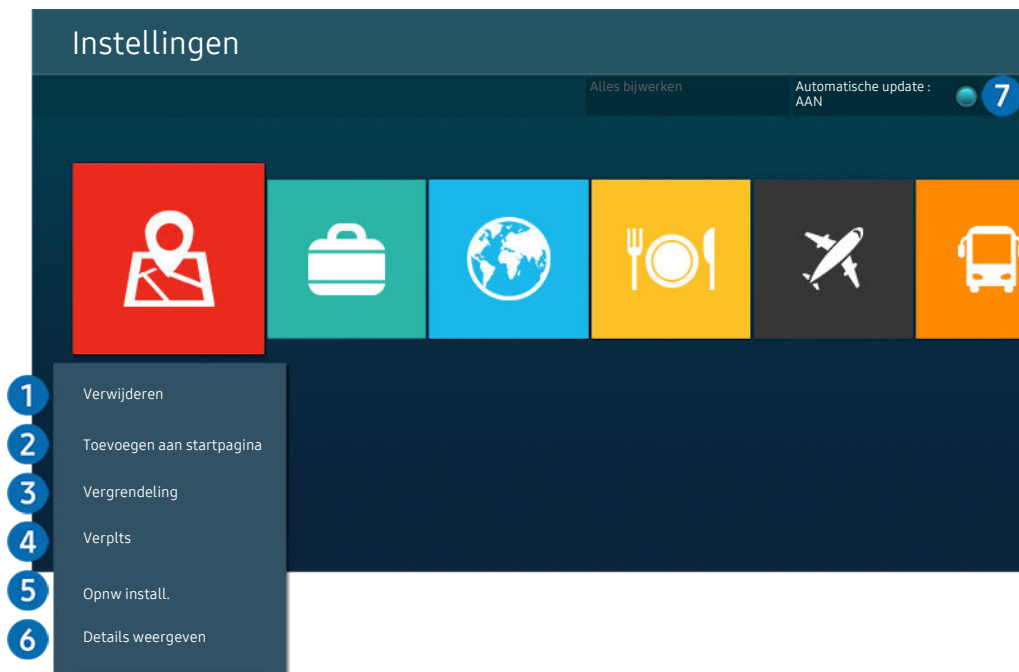 Instellingen
Alles bijwerken
Automatische update :
AAN
7
1 Verwijderen
2 Toevoegen aan startpagina
3 Vergrendeling
4 Verplts
5 Opnw install.
6 Details weergeven